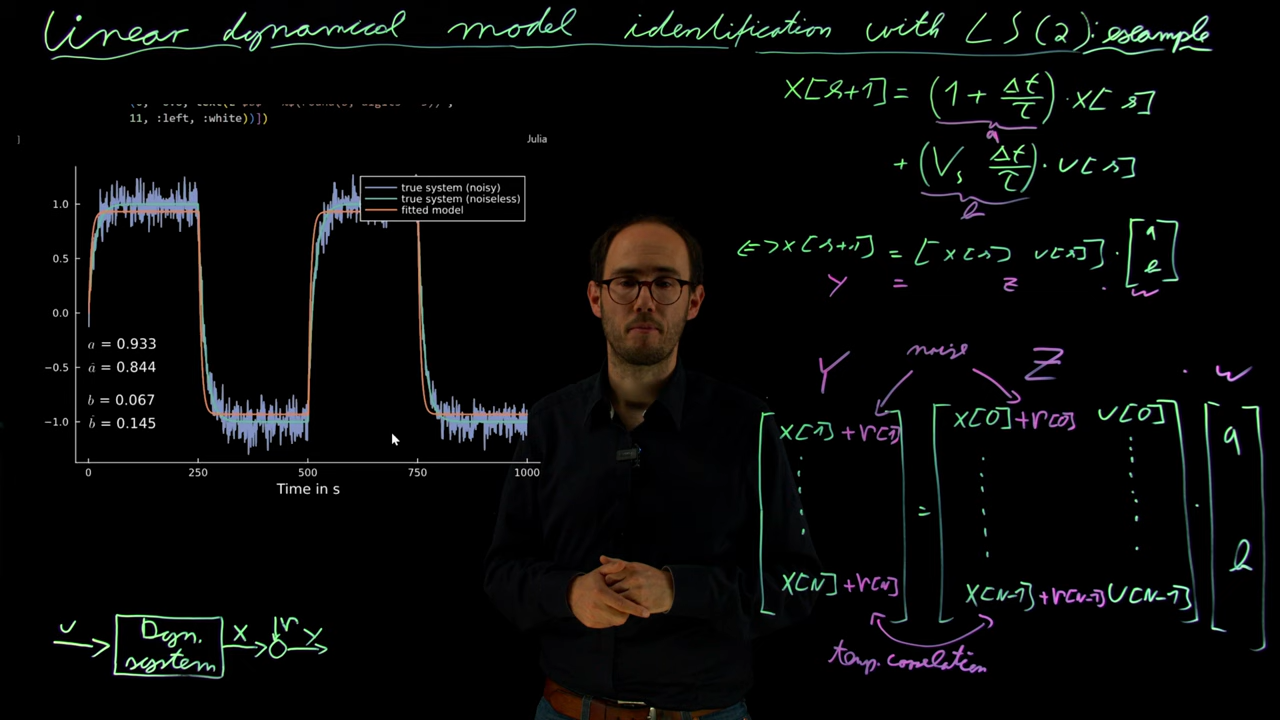 linear dynamical model identification with LS(2): example
11, :left, :white))])
]
Julia
true system (noisy)
true system (noiseless)
fitted model
1.0
0.5
0.0
−0.5
−1.0
a = 0.933
â = 0.844
b = 0.067
b̂ = 0.145
0 250 500 750 1000
Time in s
x[s+1] = (1 + Δt/τ) · x[s]
a
+ (Vs Δt/τ) · v[s]
b
<=> x[s+1] = [x[s] v[s]] · [a b]
y = z · w
noise
Y Z · w
x[1] + r[1] = x[0] + r[0] v[0] · a
x[N] + r[N] x[N-1] + r[N-1] v[N-1] b
temp. correlation
v Dyn. system x r y